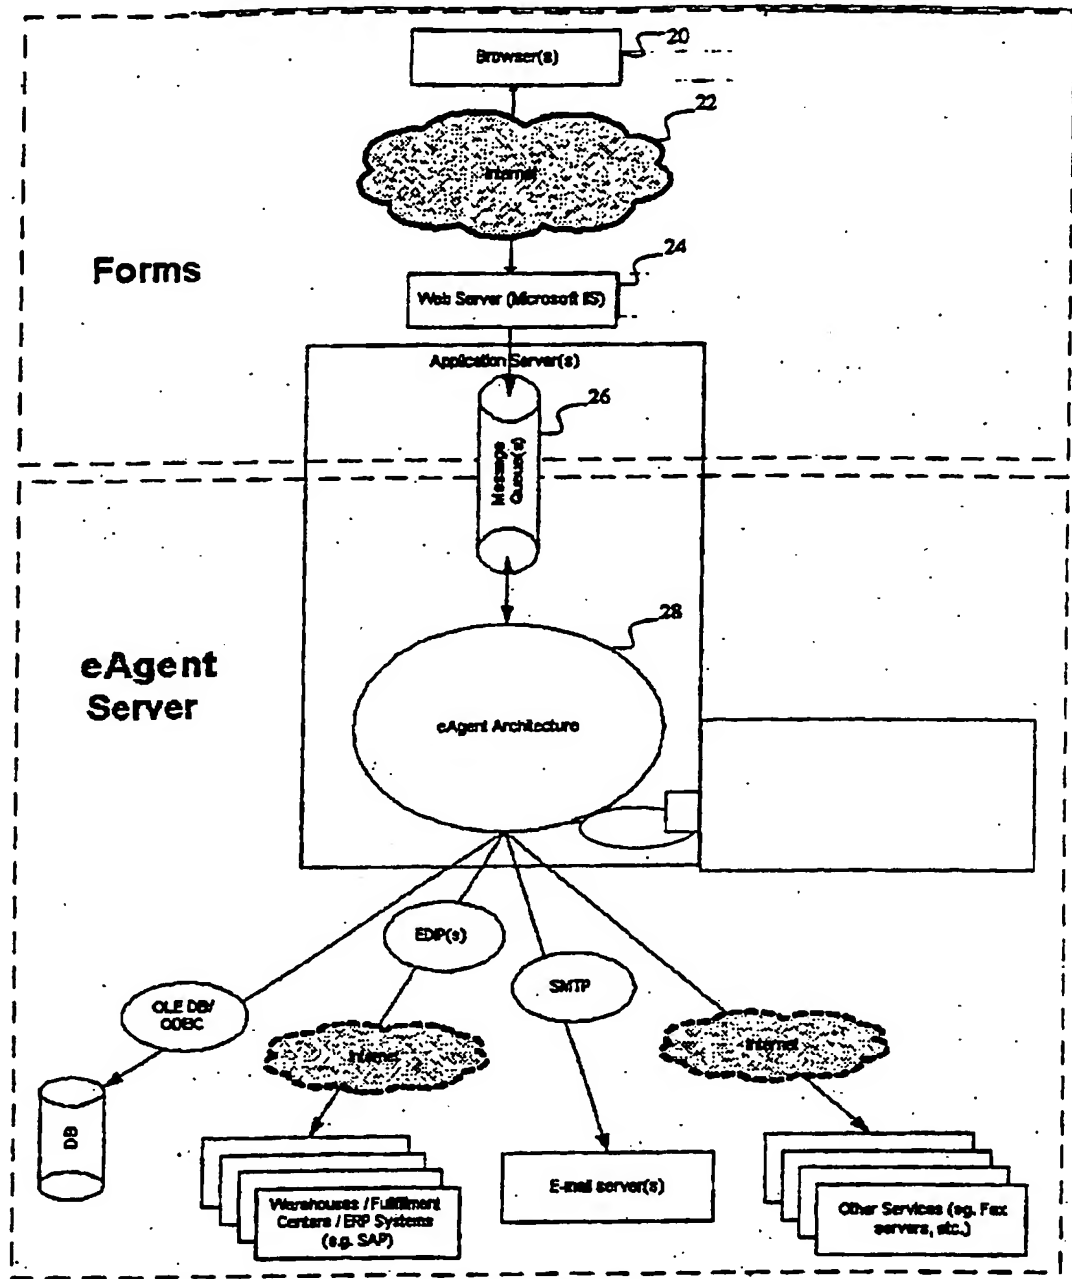 Browser(s)
20
22
Internet
24
Forms
Web Server (Microsoft IIS)
Application Server(s)
26
Message
Queue(s)
28
eAgent
Server
eAgent Architecture
EDIP(s)
SMTP
OLE DB/
ODBC
Internet
Internet
DB
Warehouses / Fulfillment
Centers / ERP Systems
(e.g. SAP)
E-mail server(s)
Other Services (eg. Fax
servers, etc.)